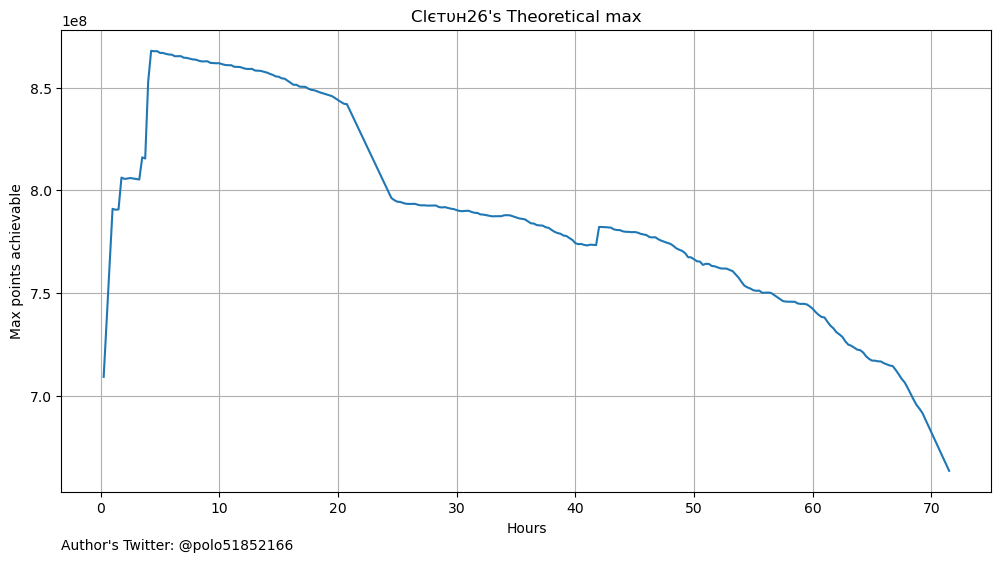 Clєτυн26's Theoretical max
1e8
8.5
8.0
7.5
7.0
Max points achievable
0 10 20 30 40 50 60 70
Hours
Author's Twitter: @polo51852166